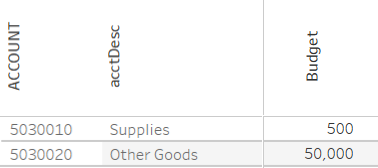 ACCOUNT acctDesc Budget
5030010 Supplies 500
5030020 Other Goods 50,000